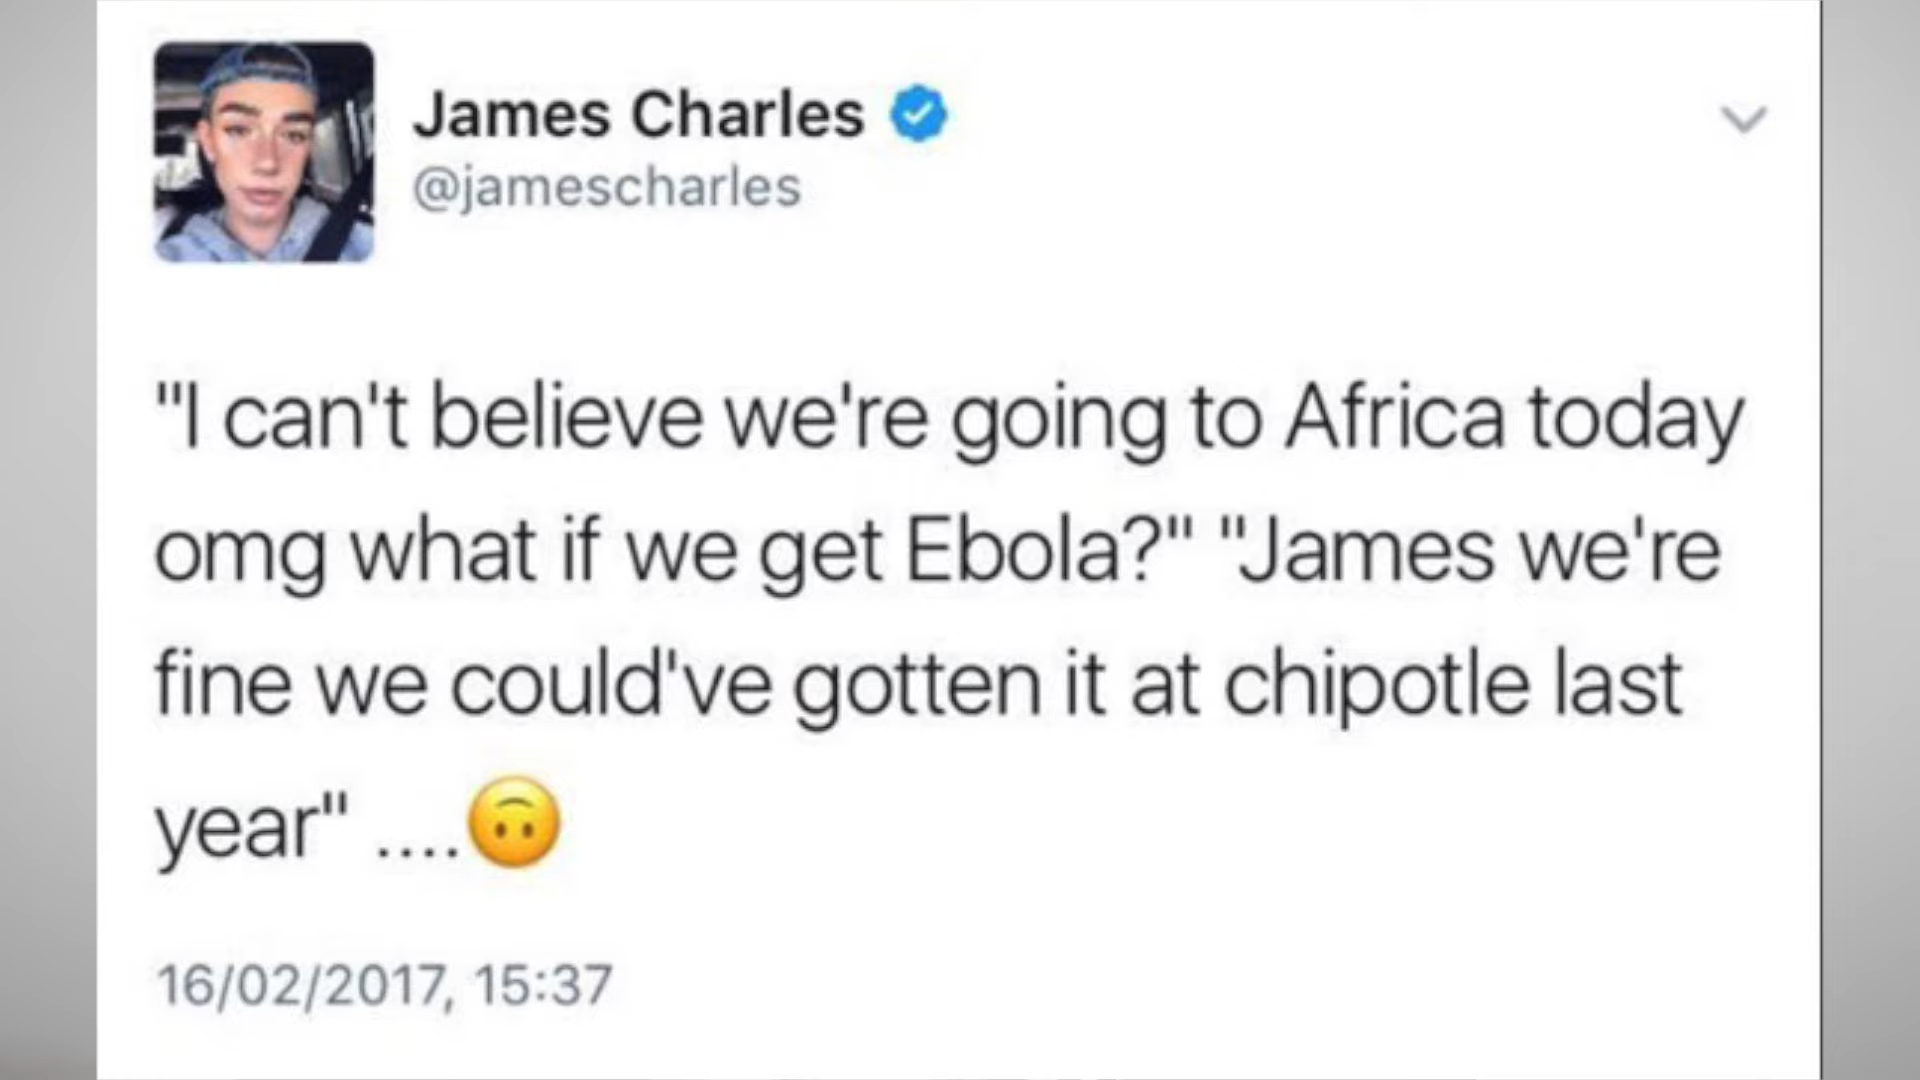 James Charles
@jamescharles
"I can't believe we're going to Africa today
omg what if we get Ebola?" "James we're
fine we could've gotten it at chipotle last
year" ....🙃
16/02/2017, 15:37